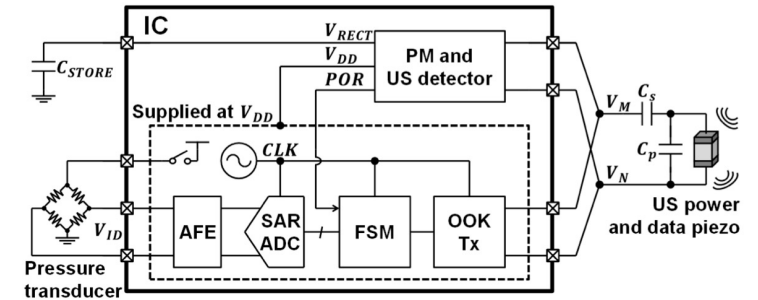 IC
V_RECT
C_STORE
V_DD
POR
PM and
US detector
Supplied at V_DD
CLK
V_M
C_s
C_p
V_N
US power
and data piezo
V_ID
AFE
SAR
ADC
FSM
OOK
Tx
Pressure
transducer